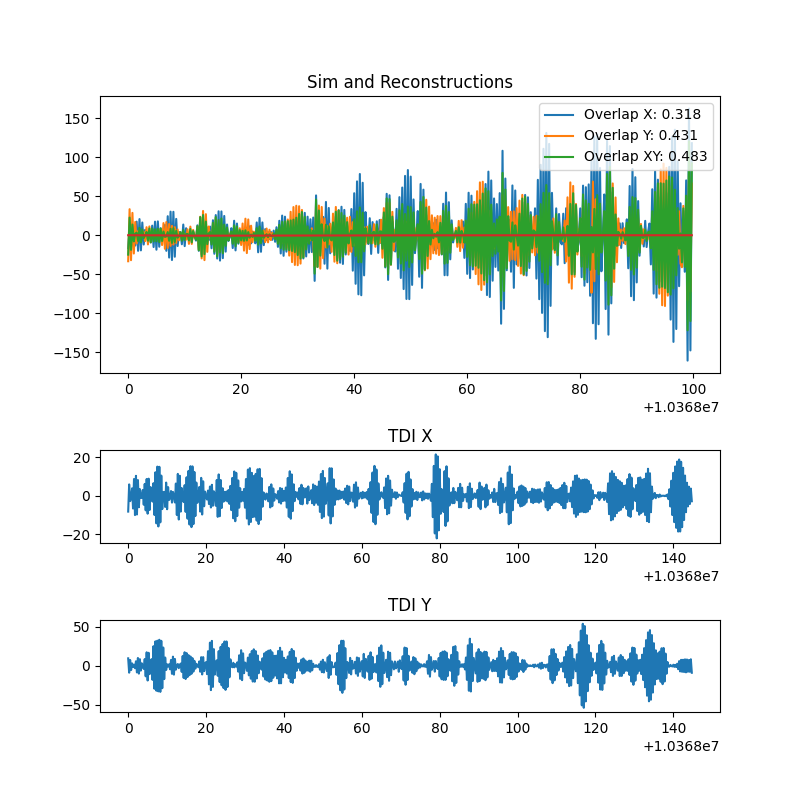 Sim and Reconstructions
Overlap X: 0.318
Overlap Y: 0.431
Overlap XY: 0.483
150
100
50
0
−50
−100
−150
0 20 40 60 80 100
+1.0368e7
TDI X
20
0
−20
0 20 40 60 80 100 120 140
+1.0368e7
TDI Y
50
0
−50
0 20 40 60 80 100 120 140
+1.0368e7